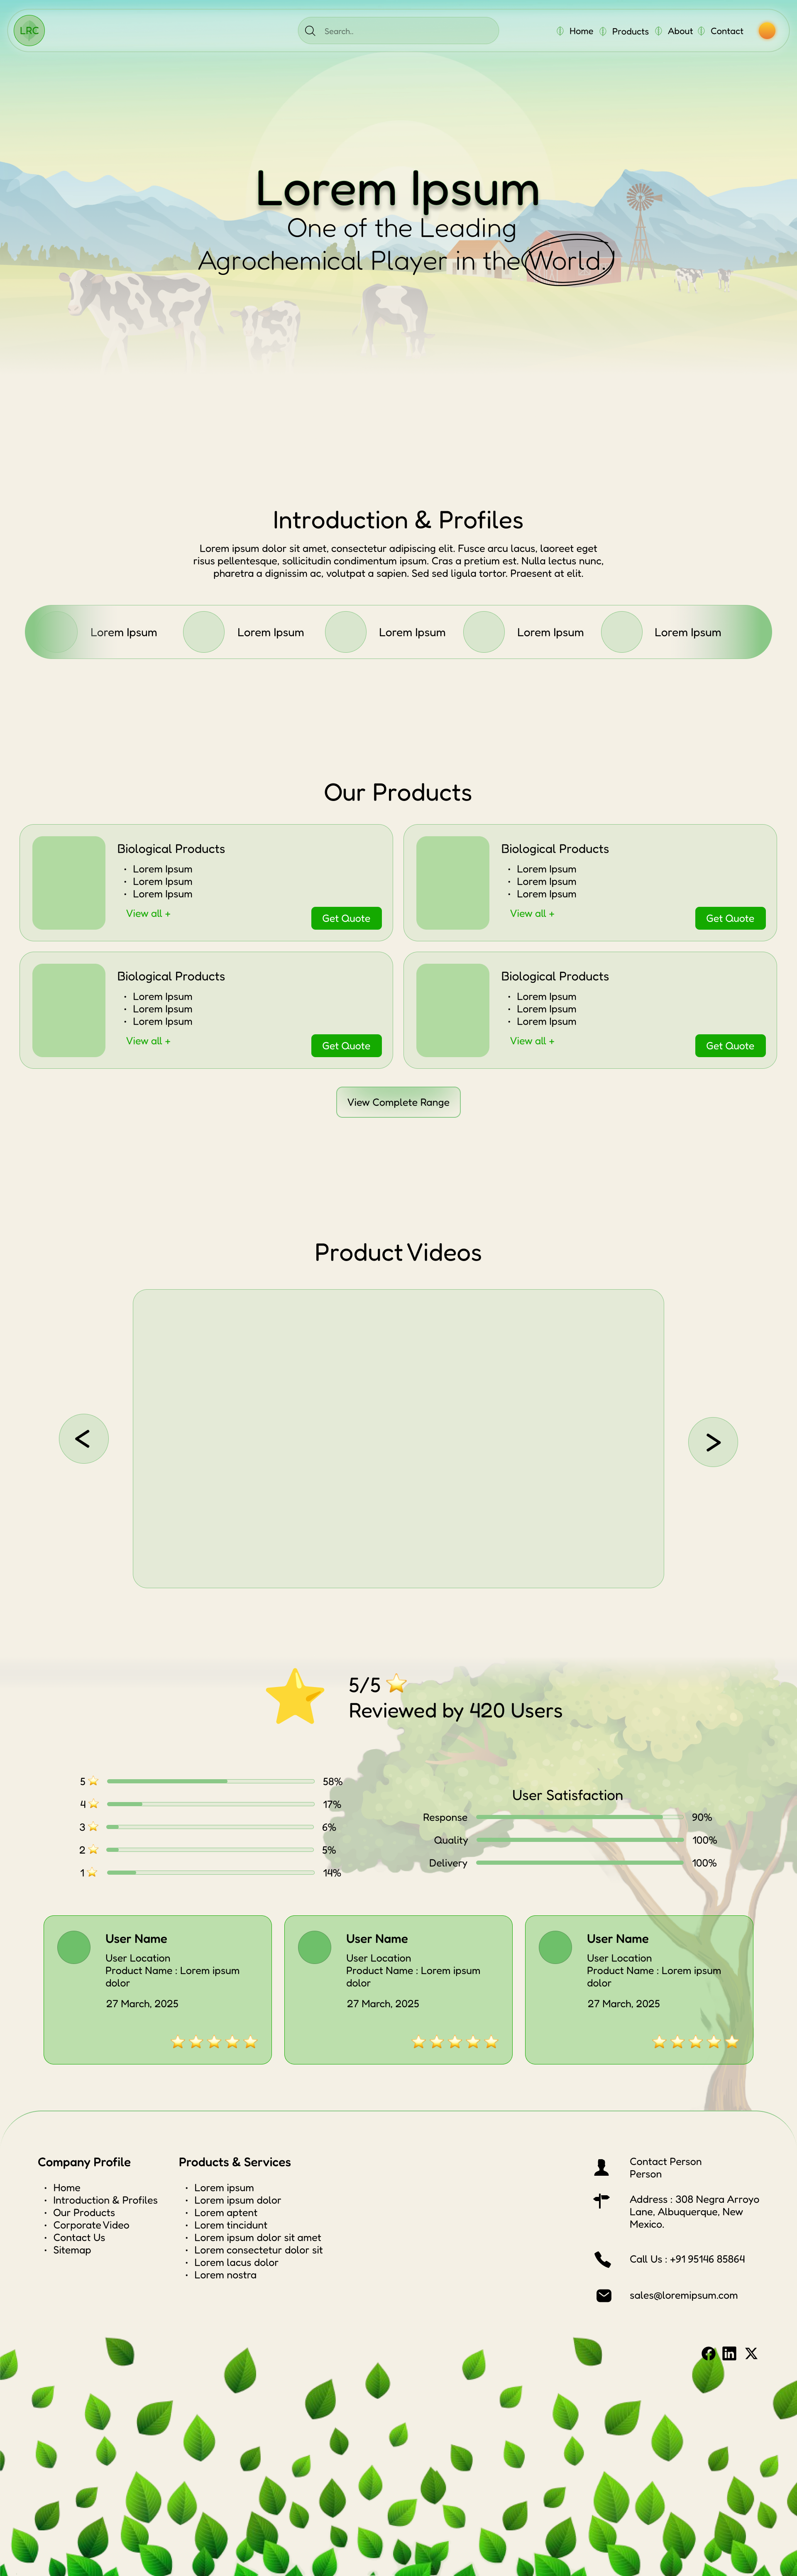 LRC
Search..
Home
Products
About
Contact
Lorem Ipsum
One of the Leading
Agrochemical Player in the World.
Introduction & Profiles
Lorem ipsum dolor sit amet, consectetur adipiscing elit. Fusce arcu lacus, laoreet eget
risus pellentesque, sollicitudin condimentum ipsum. Cras a pretium est. Nulla lectus nunc,
pharetra a dignissim ac, volutpat a sapien. Sed sed ligula tortor. Praesent at elit.
Lorem Ipsum
Lorem Ipsum
Lorem Ipsum
Lorem Ipsum
Lorem Ipsum
Our Products
Biological Products
• Lorem Ipsum
• Lorem Ipsum
• Lorem Ipsum
View all +
Get Quote
Biological Products
• Lorem Ipsum
• Lorem Ipsum
• Lorem Ipsum
View all +
Get Quote
Biological Products
• Lorem Ipsum
• Lorem Ipsum
• Lorem Ipsum
View all +
Get Quote
Biological Products
• Lorem Ipsum
• Lorem Ipsum
• Lorem Ipsum
View all +
Get Quote
View Complete Range
Product Videos
<
>
5/5
Reviewed by 420 Users
5 58%
4 17%
3 6%
2 5%
1 14%
User Satisfaction
Response 90%
Quality 100%
Delivery 100%
User Name
User Location
Product Name : Lorem ipsum
dolor
27 March, 2025
User Name
User Location
Product Name : Lorem ipsum
dolor
27 March, 2025
User Name
User Location
Product Name : Lorem ipsum
dolor
27 March, 2025
Company Profile
• Home
• Introduction & Profiles
• Our Products
• Corporate Video
• Contact Us
• Sitemap
Products & Services
• Lorem ipsum
• Lorem ipsum dolor
• Lorem aptent
• Lorem tincidunt
• Lorem ipsum dolor sit amet
• Lorem consectetur dolor sit
• Lorem lacus dolor
• Lorem nostra
Contact Person
Person
Address : 308 Negra Arroyo
Lane, Albuquerque, New
Mexico.
Call Us : +91 95146 85864
sales@loremipsum.com